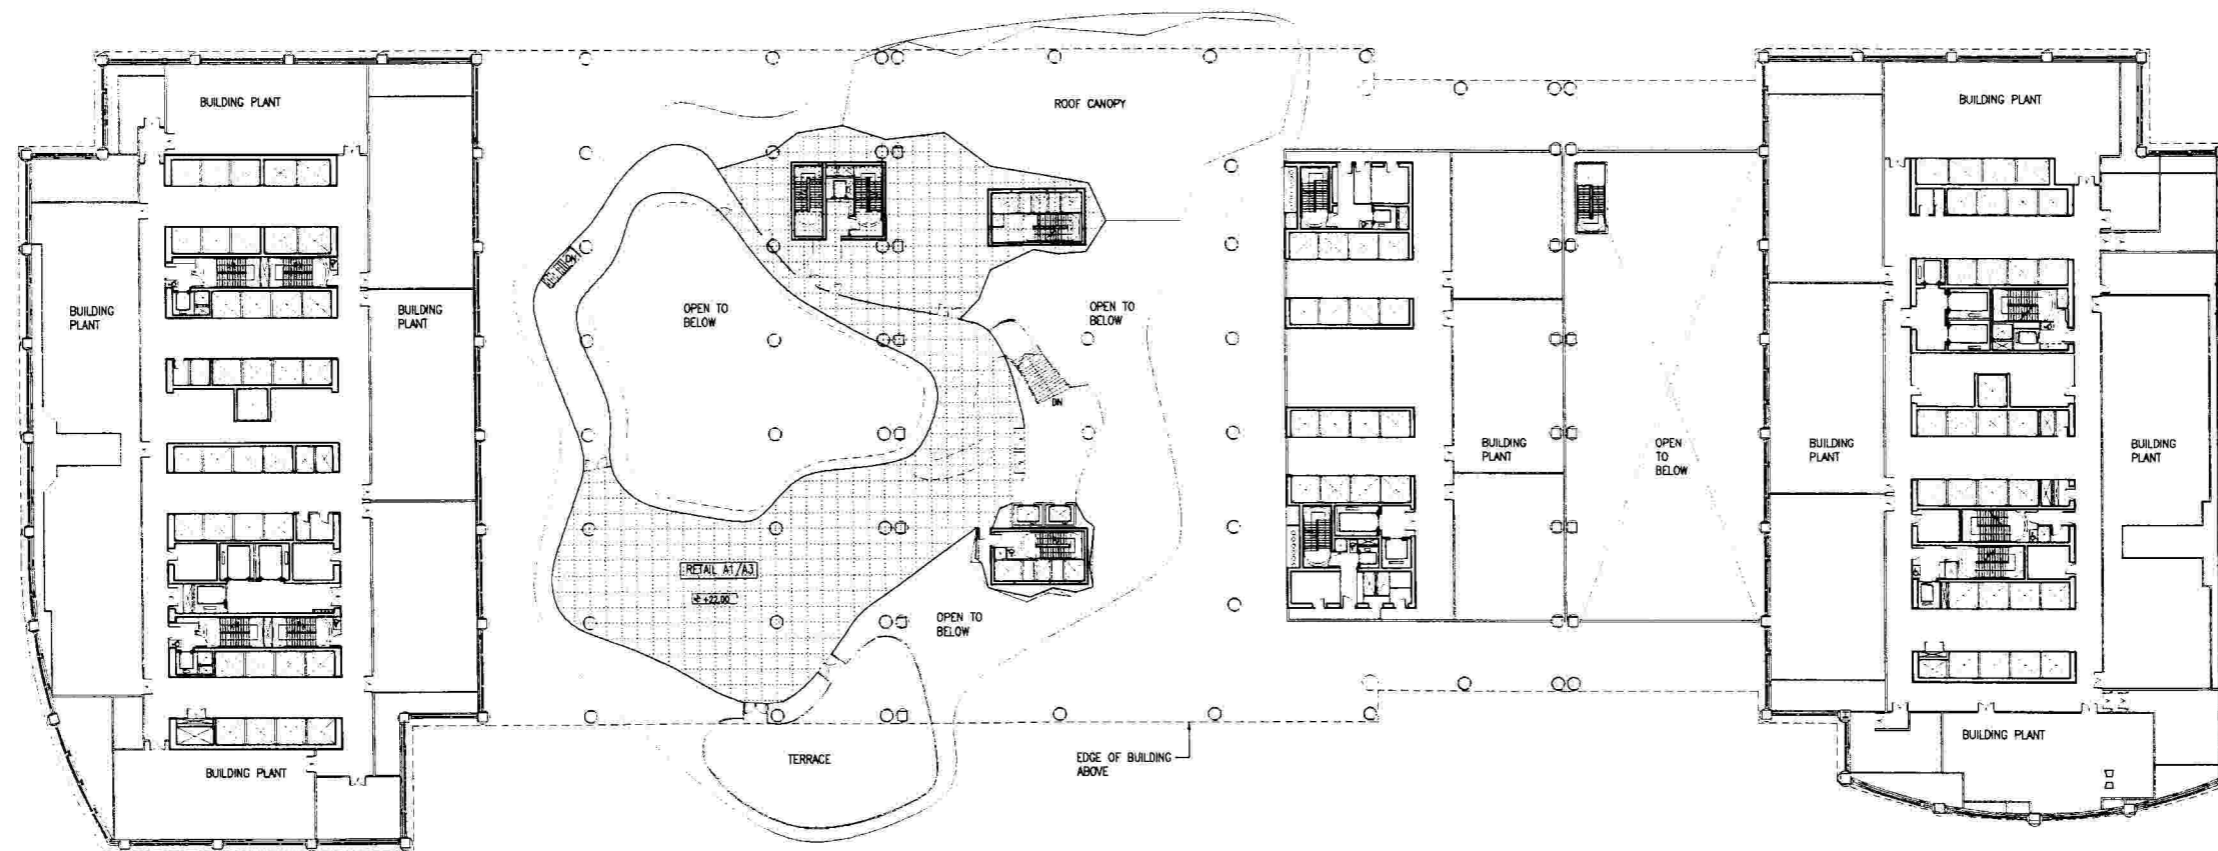 BUILDING PLANT
ROOF CANOPY
BUILDING PLANT
BUILDING
PLANT
BUILDING
PLANT
OPEN TO
BELOW
OPEN TO
BELOW
DN
BUILDING
PLANT
OPEN
TO
BELOW
BUILDING
PLANT
BUILDING
PLANT
RETAIL A1/A3
+22.00
OPEN TO
BELOW
TERRACE
EDGE OF BUILDING
ABOVE
BUILDING PLANT
BUILDING PLANT